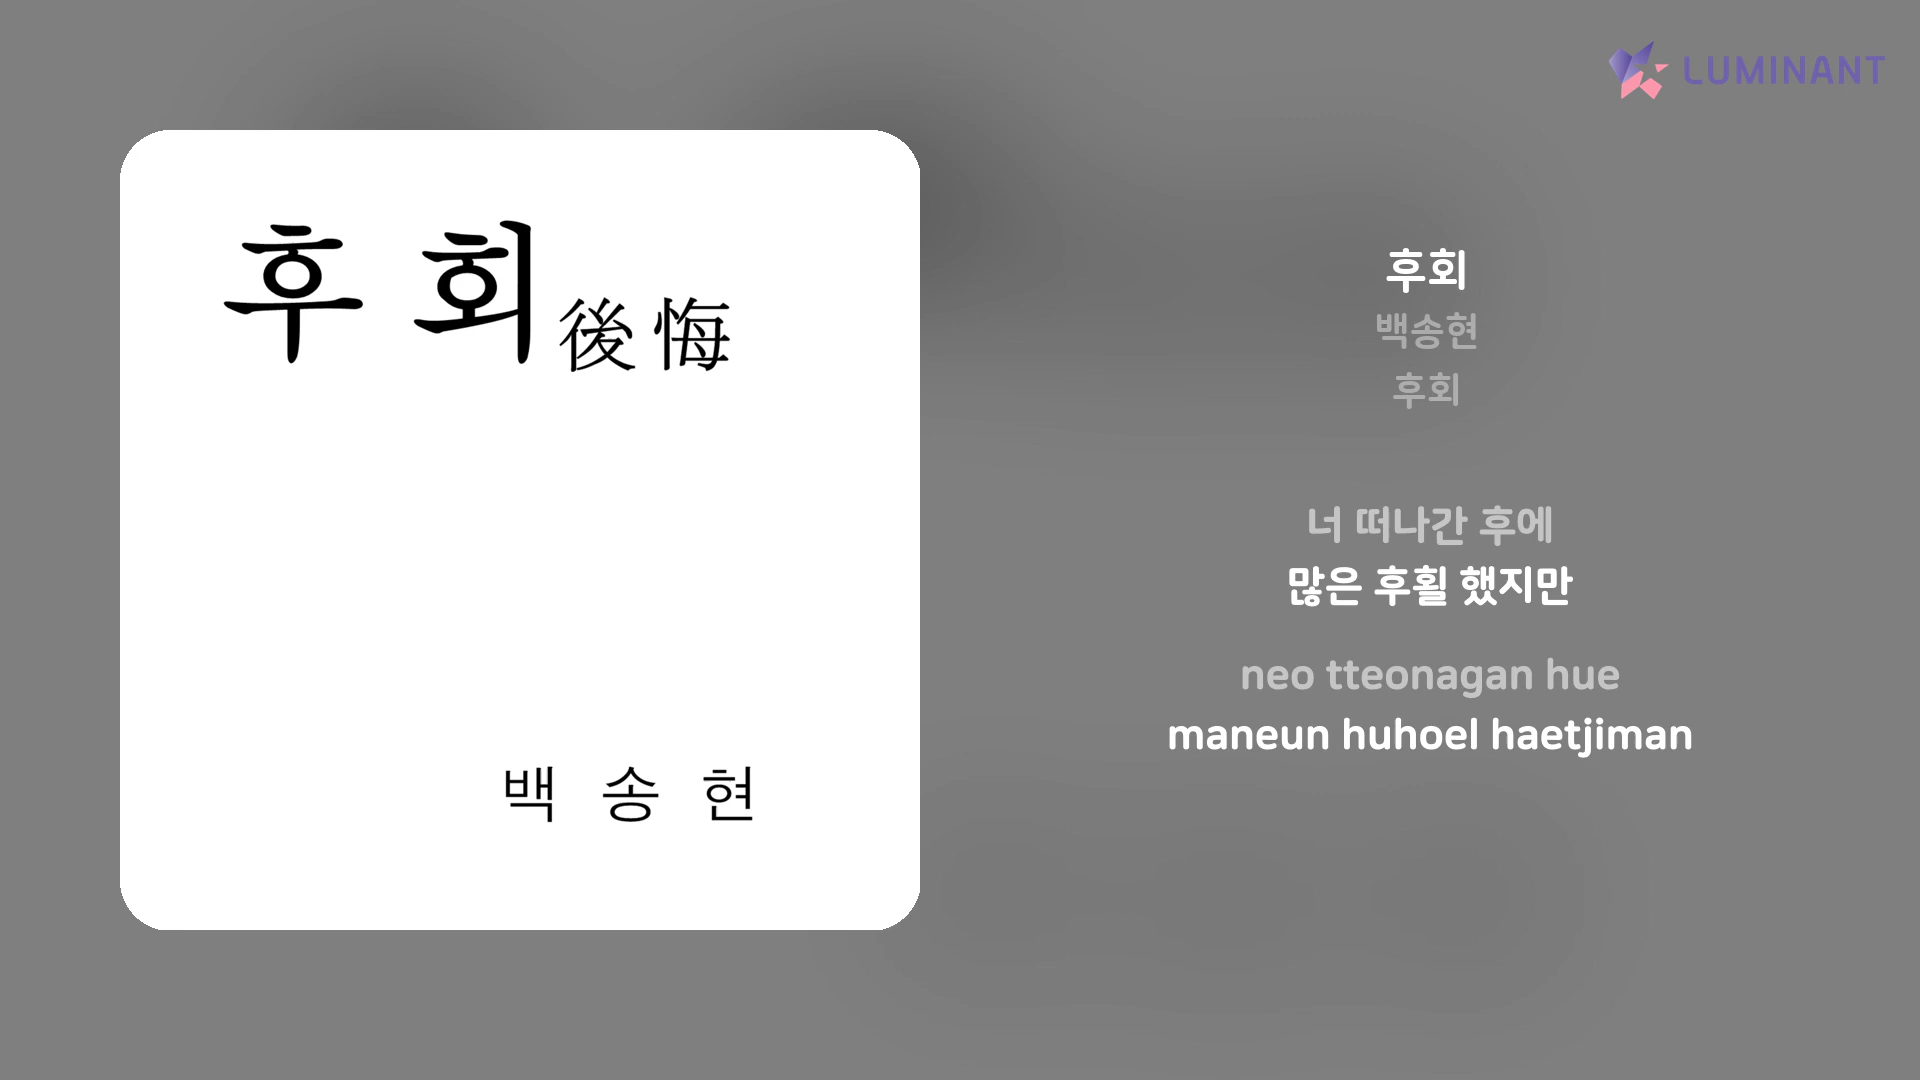 후회後悔
백송현
LUMINANT
후회
백송현
후회
너 떠나간 후에
많은 후횔 했지만
neo tteonagan hue
maneun huhoel haetjiman